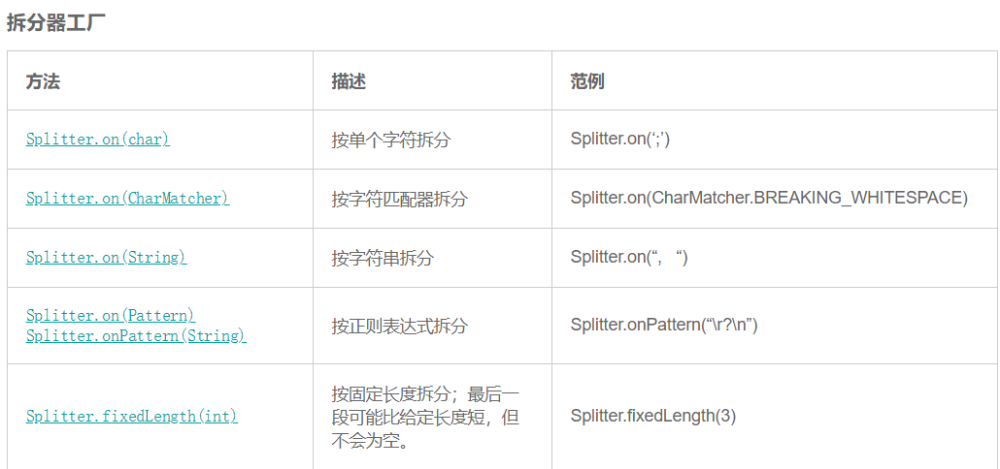 拆分器工厂
方法 描述 范例
Splitter.on(char) 按单个字符拆分 Splitter.on(‘;’)
Splitter.on(CharMatcher) 按字符匹配器拆分 Splitter.on(CharMatcher.BREAKING_WHITESPACE)
Splitter.on(String) 按字符串拆分 Splitter.on(“,   “)
Splitter.on(Pattern)
Splitter.onPattern(String)
按正则表达式拆分 Splitter.onPattern(“\r?\n”)
Splitter.fixedLength(int)
按固定长度拆分；最后一
段可能比给定长度短，但
不会为空。
Splitter.fixedLength(3)